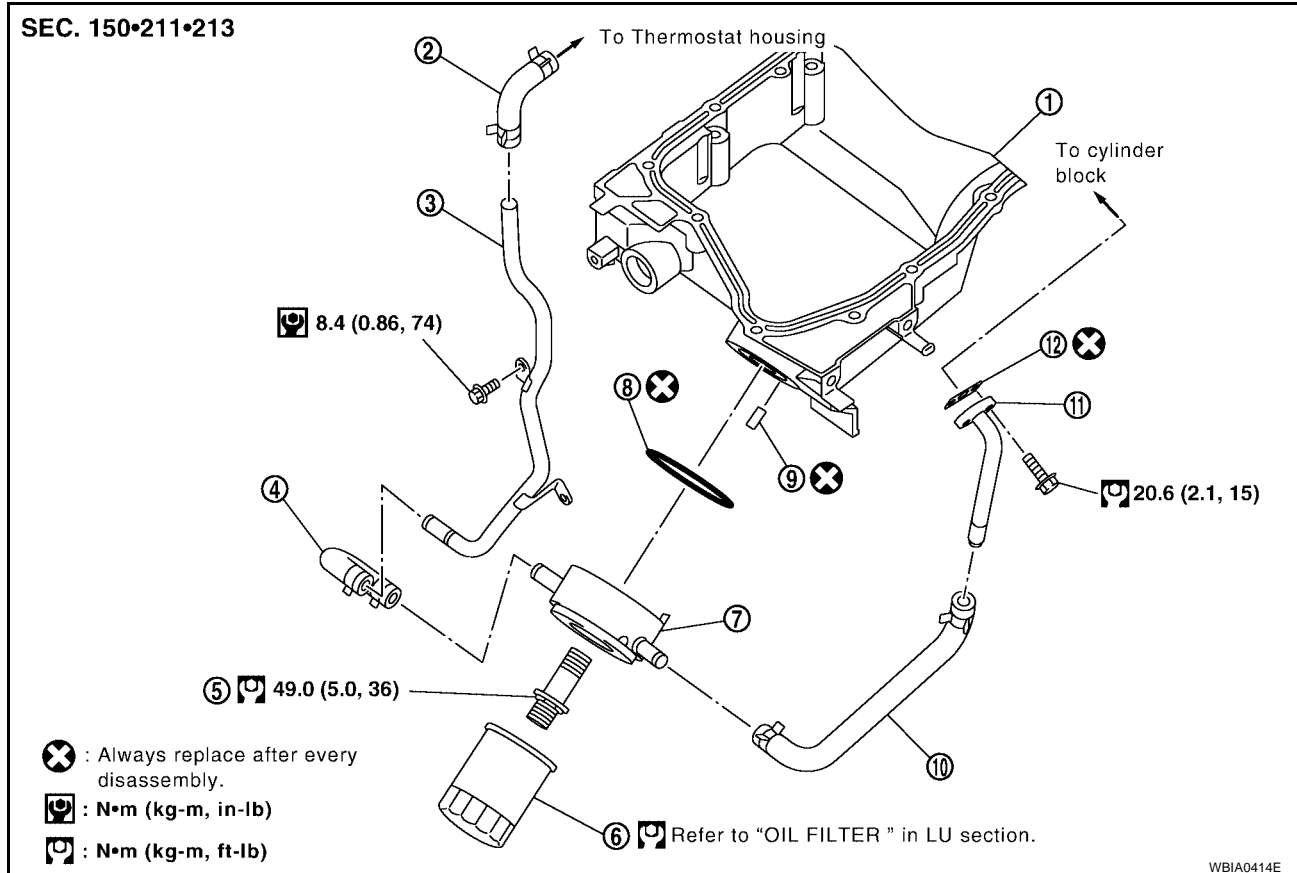 SEC. 150•211•213
② 
To Thermostat housing
①
To cylinder
block
③
8.4 (0.86, 74)
⑫
⑧
⑪
⑨
20.6 (2.1, 15)
④
⑦
⑤ 49.0 (5.0, 36)
⑩
: Always replace after every
disassembly.
: N•m (kg-m, in-lb)
⑥ Refer to “OIL FILTER ” in LU section.
: N•m (kg-m, ft-lb)
WBIA0414E